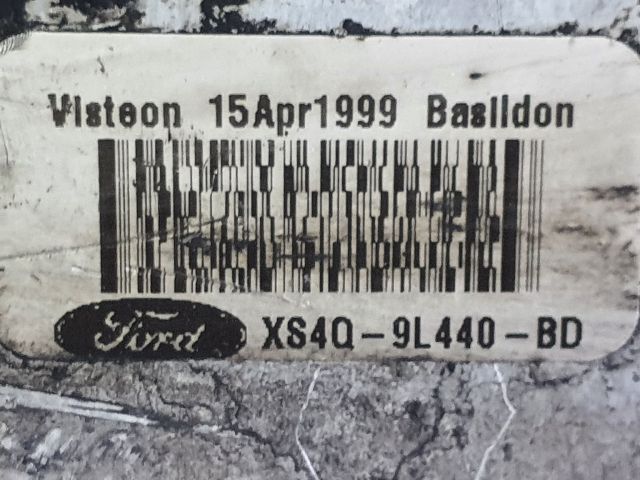 Visteon 15Apr1999 Basildon
Ford XS4Q-9L440-BD